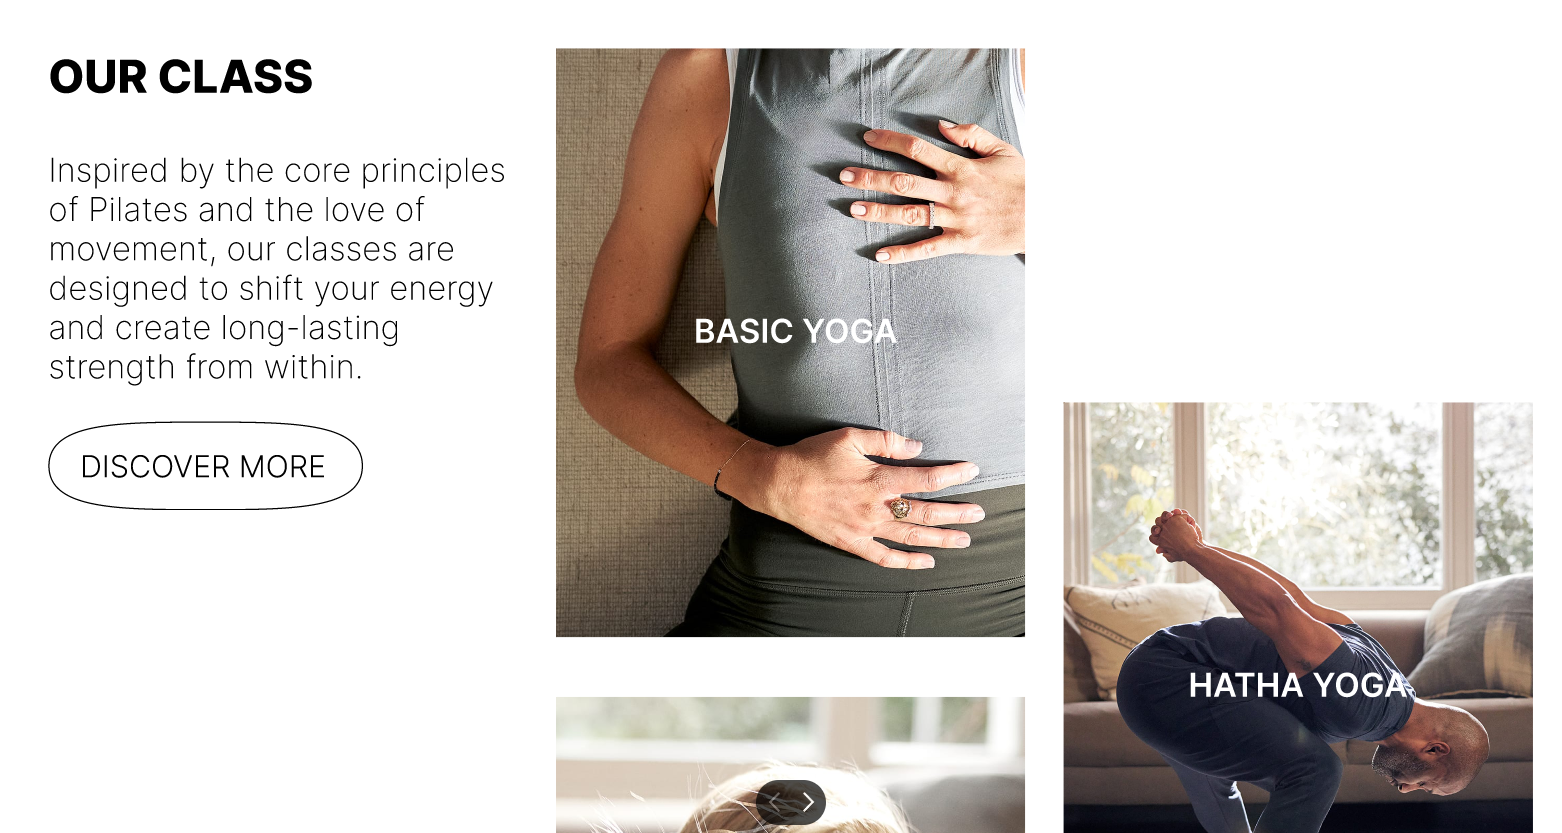 OUR CLASS
Inspired by the core principles
of Pilates and the love of
movement, our classes are
designed to shift your energy
and create long-lasting
strength from within.
DISCOVER MORE
BASIC YOGA
HATHA YOGA